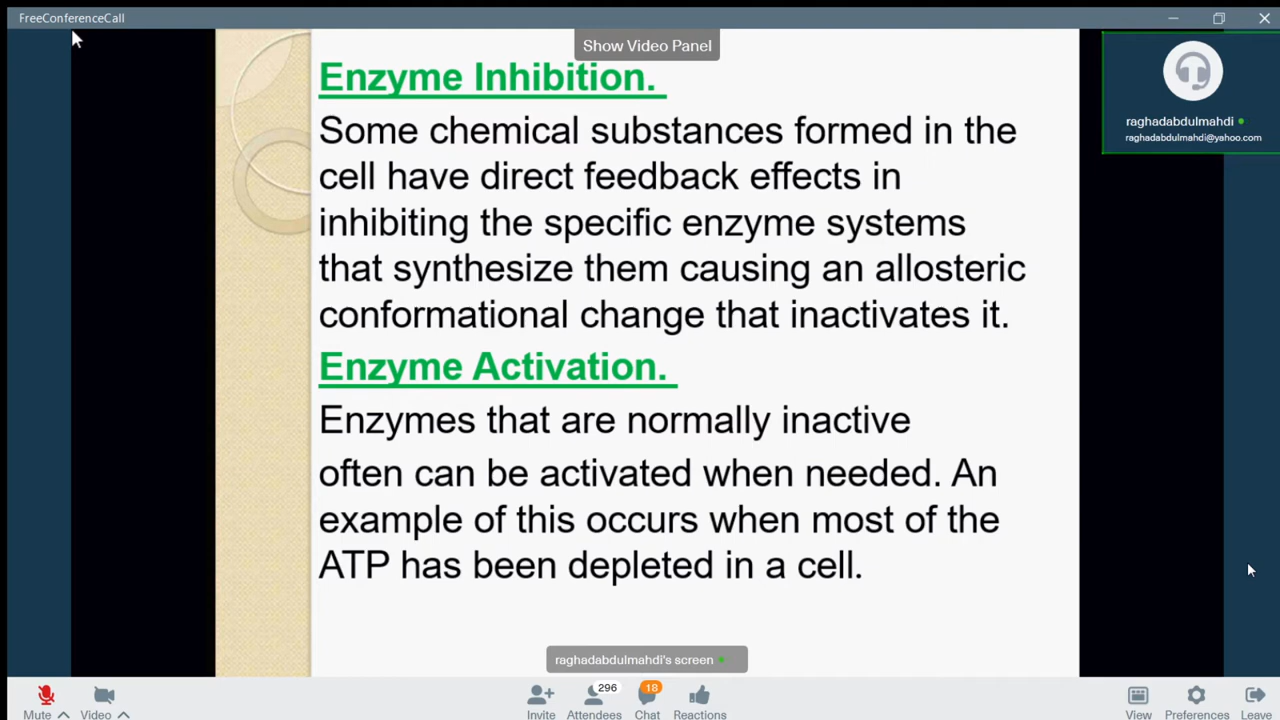 FreeConferenceCall
Show Video Panel
raghadabdulmahdi
raghadabdulmahdi@yahoo.com
Enzyme Inhibition.
Some chemical substances formed in the
cell have direct feedback effects in
inhibiting the specific enzyme systems
that synthesize them causing an allosteric
conformational change that inactivates it.
Enzyme Activation.
Enzymes that are normally inactive
often can be activated when needed. An
example of this occurs when most of the
ATP has been depleted in a cell.
raghadabdulmahdi's screen
296
18
Mute
Video
Invite
Attendees
Chat
Reactions
View
Preferences
Leave